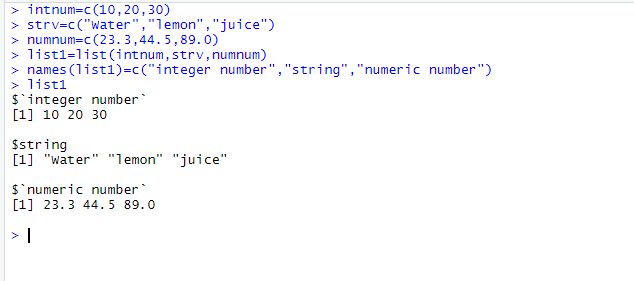 > intnum=c(10,20,30)
> strv=c("water","lemon","juice")
> numnum=c(23.3,44.5,89.0)
> list1=list(intnum,strv,numnum)
> names(list1)=c("integer number","string","numeric number")
> list1
$`integer number`
[1] 10 20 30
$string
[1] "water" "lemon" "juice"
$`numeric number`
[1] 23.3 44.5 89.0
>